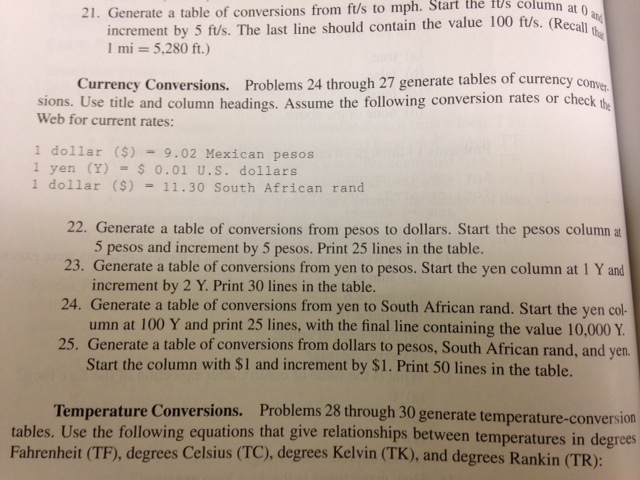 21. Generate a table of conversions from ft/s to mph. Start the ft/s column at 0 and
increment by 5 ft/s. The last line should contain the value 100 ft/s. (Recall that
1 mi = 5,280 ft.)
Currency Conversions. Problems 24 through 27 generate tables of currency conver-
sions. Use title and column headings. Assume the following conversion rates or check the
Web for current rates:
1 dollar ($) = 9.02 Mexican pesos
1 yen (Y) = $ 0.01 U.S. dollars
1 dollar ($) = 11.30 South African rand
22. Generate a table of conversions from pesos to dollars. Start the pesos column at
5 pesos and increment by 5 pesos. Print 25 lines in the table.
23. Generate a table of conversions from yen to pesos. Start the yen column at 1 Y and
increment by 2 Y. Print 30 lines in the table.
24. Generate a table of conversions from yen to South African rand. Start the yen col-
umn at 100 Y and print 25 lines, with the final line containing the value 10,000 Y.
25. Generate a table of conversions from dollars to pesos, South African rand, and yen.
Start the column with $1 and increment by $1. Print 50 lines in the table.
Temperature Conversions. Problems 28 through 30 generate temperature-conversion
tables. Use the following equations that give relationships between temperatures in degrees
Fahrenheit (TF), degrees Celsius (TC), degrees Kelvin (TK), and degrees Rankin (TR):